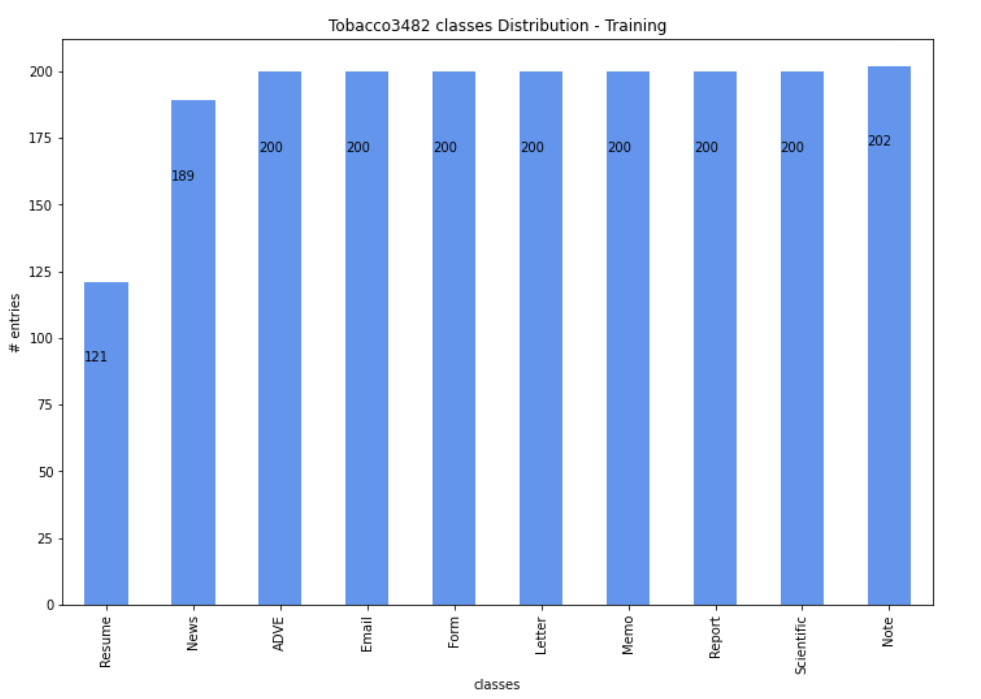 Tobacco3482 classes Distribution - Training
# entries
200
175
150
125
100
75
50
25
0
121
189
200
200
200
200
200
200
200
202
Resume
News
ADVE
Email
Form
Letter
Memo
Report
Scientific
Note
classes